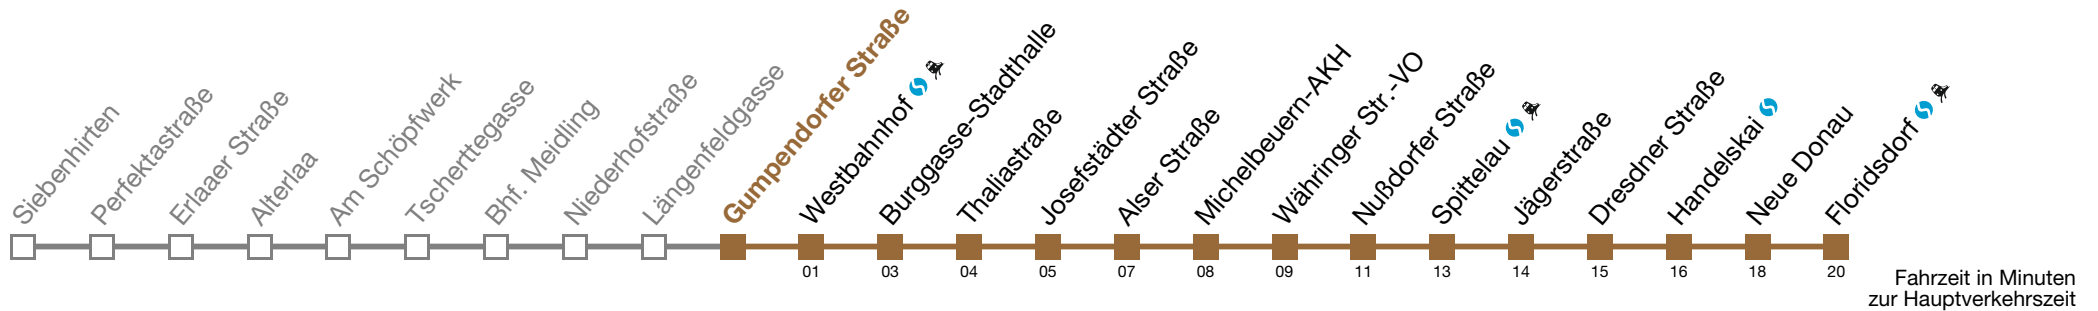 Siebenhirten
Perfektastraße
Erlaaer Straße
Alterlaa
Am Schöpfwerk
Tscherttegasse
Bhf. Meidling
Niederhofstraße
Längenfeldgasse
Gumpendorfer Straße
Westbahnhof
Burggasse-Stadthalle
Thaliastraße
Josefstädter Straße
Alser Straße
Michelbeuern-AKH
Währinger Str.-VO
Nußdorfer Straße
Spittelau
Jägerstraße
Dresdner Straße
Handelskai
Neue Donau
Floridsdorf
01 03 04 05 07 08 09 11 13 14 15 16 18 20
Fahrzeit in Minuten
zur Hauptverkehrszeit